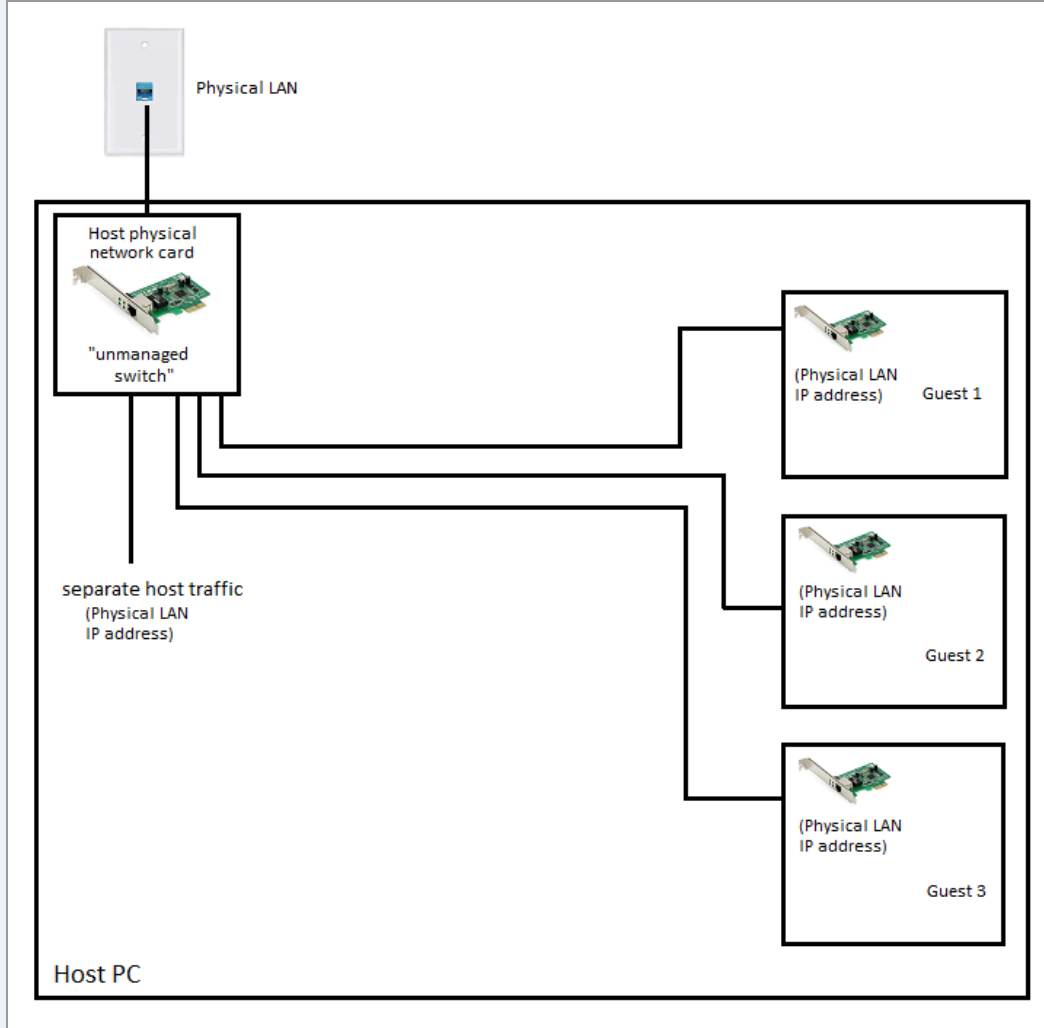 Physical LAN
Host physical
network card
"unmanaged
switch"
(Physical LAN
IP address)
Guest 1
separate host traffic
(Physical LAN
IP address)
(Physical LAN
IP address)
Guest 2
(Physical LAN
IP address)
Guest 3
Host PC